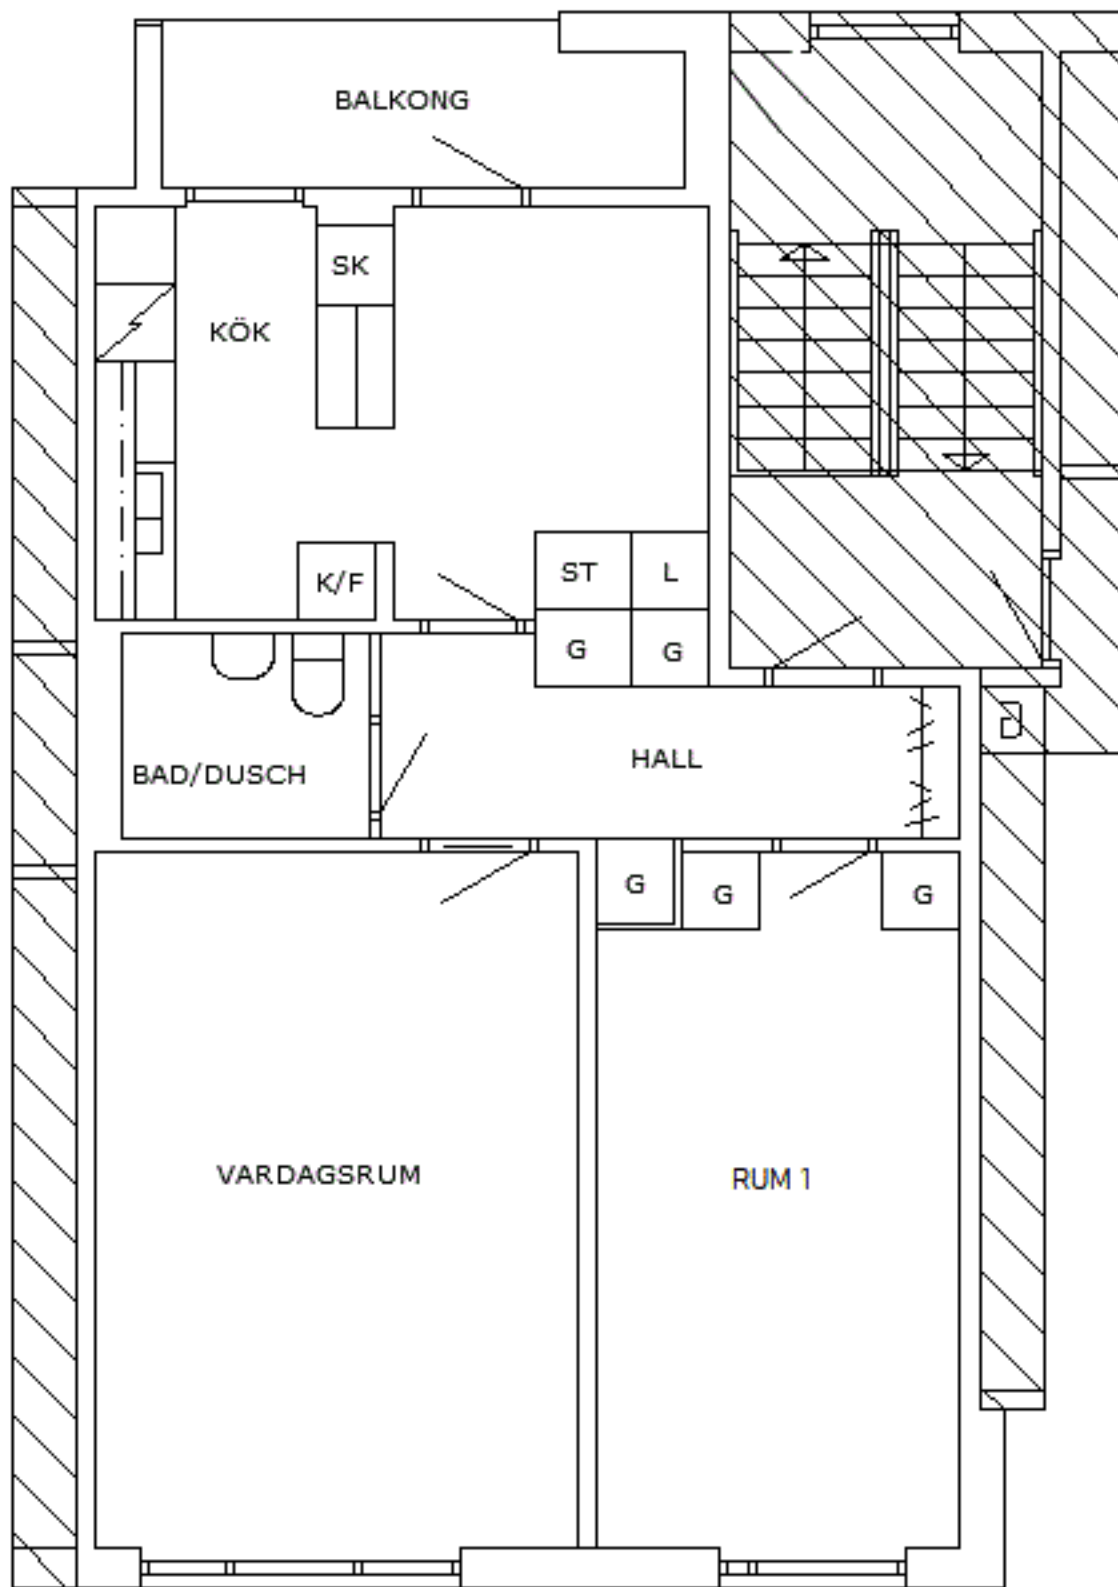 BALKONG
SK
KÖK
K/F
ST
L
G
G
BAD/DUSCH
HALL
G
G
G
VARDAGSRUM
RUM 1